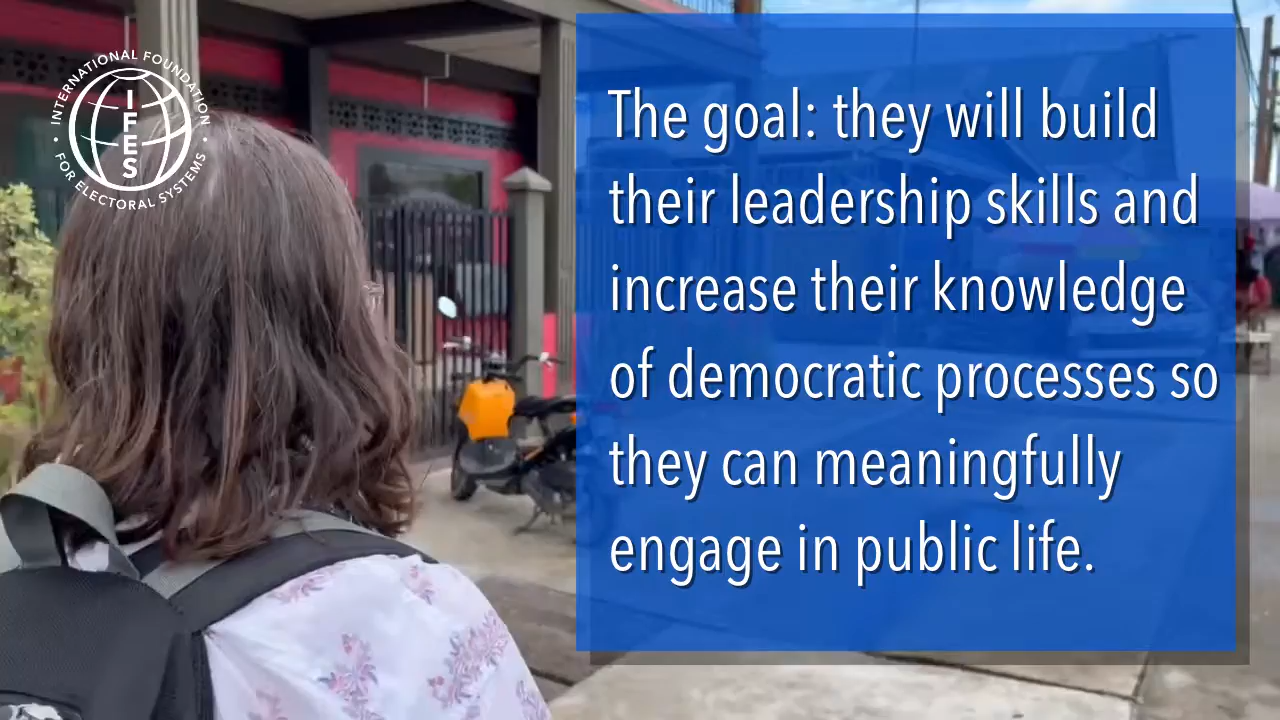 INTERNATIONAL FOUNDATION
IFES
FOR ELECTORAL SYSTEMS
The goal: they will build
their leadership skills and
increase their knowledge
of democratic processes so
they can meaningfully
engage in public life.